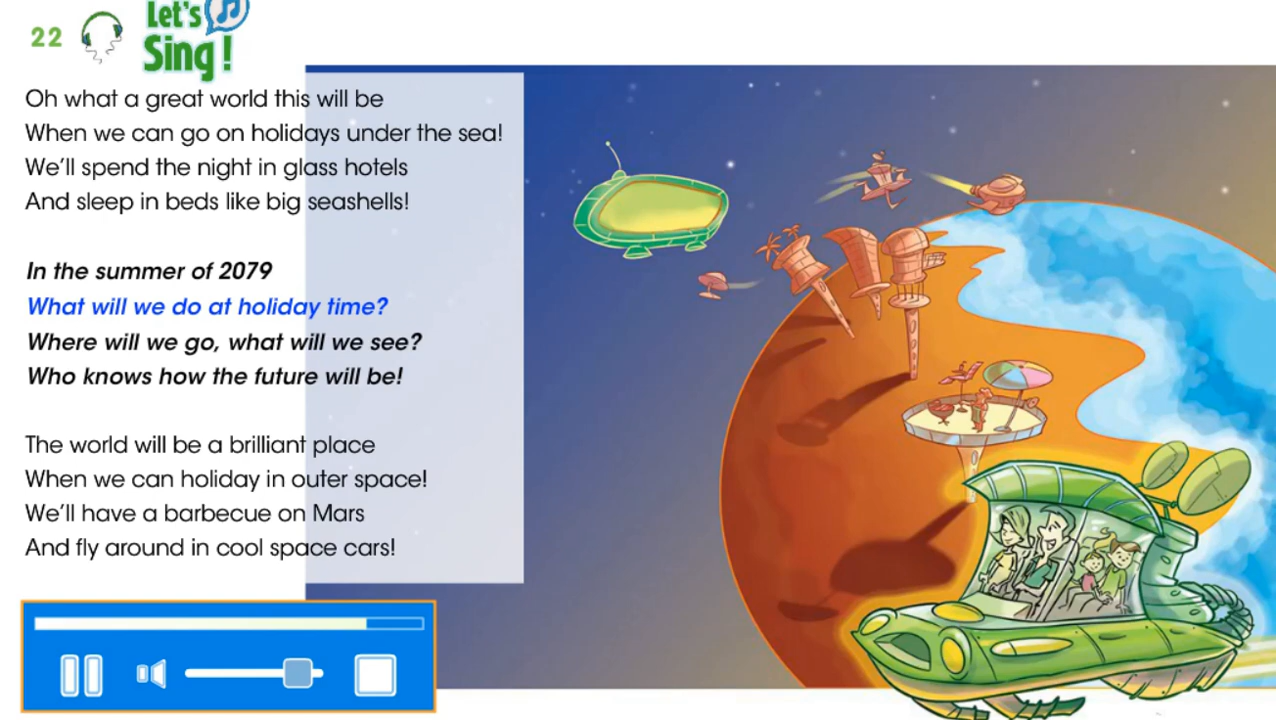 22
Let's
Sing!
Oh what a great world this will be
When we can go on holidays under the sea!
We'll spend the night in glass hotels
And sleep in beds like big seashells!
In the summer of 2079
What will we do at holiday time?
Where will we go, what will we see?
Who knows how the future will be!
The world will be a brilliant place
When we can holiday in outer space!
We'll have a barbecue on Mars
And fly around in cool space cars!